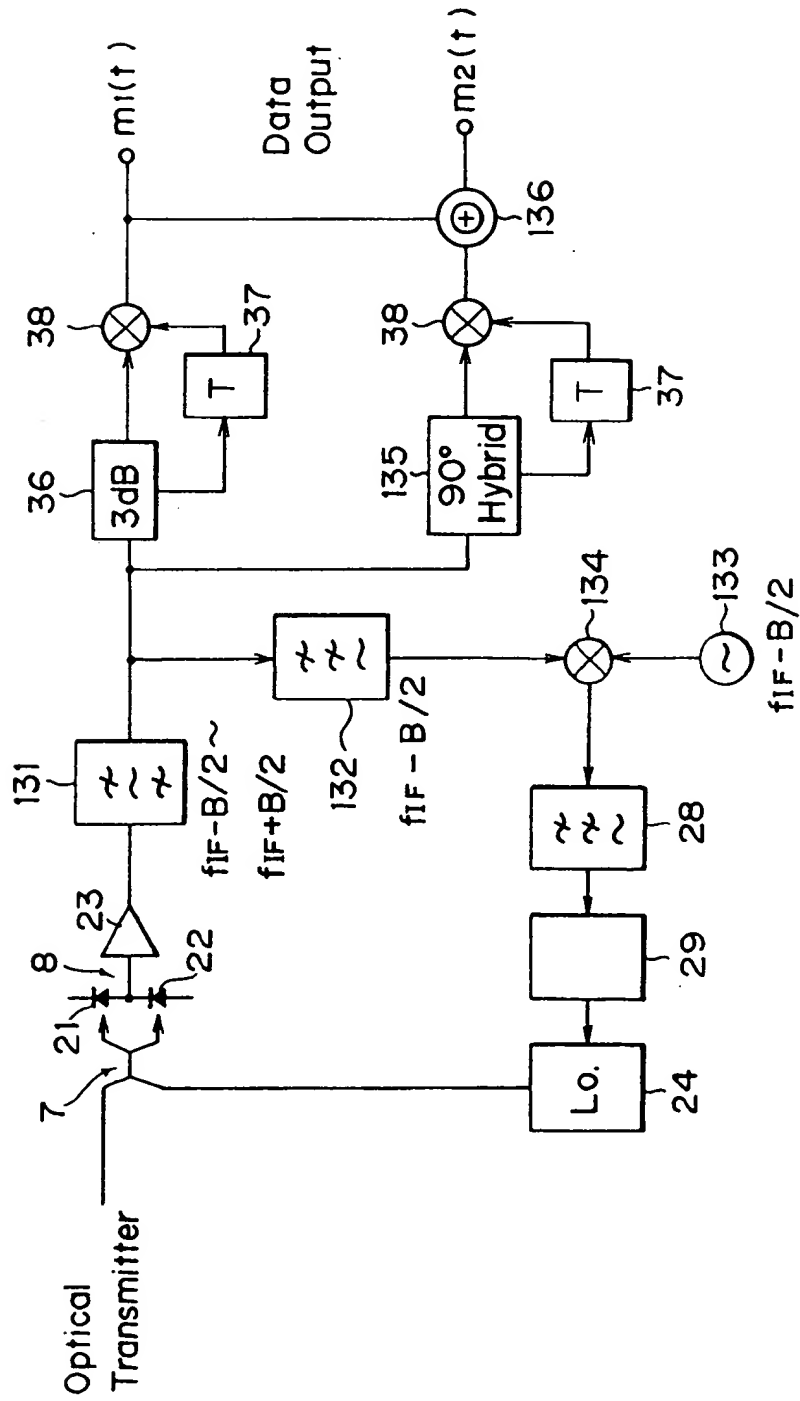 Optical
Transmitter
7
21
8
22
23
131
fIF-B/2~
fIF+B/2
132
fIF-B/2
36
3dB
37
T
38
m1(t)
Data
Output
135
90°
Hybrid
38
T
37
136
m2(t)
134
133
~
fIF-B/2
28
29
24
Lo.